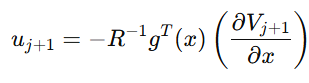 u_{j+1} = -R^{-1} g^T(x) \left( \frac{\partial V_{j+1}}{\partial x} \right)